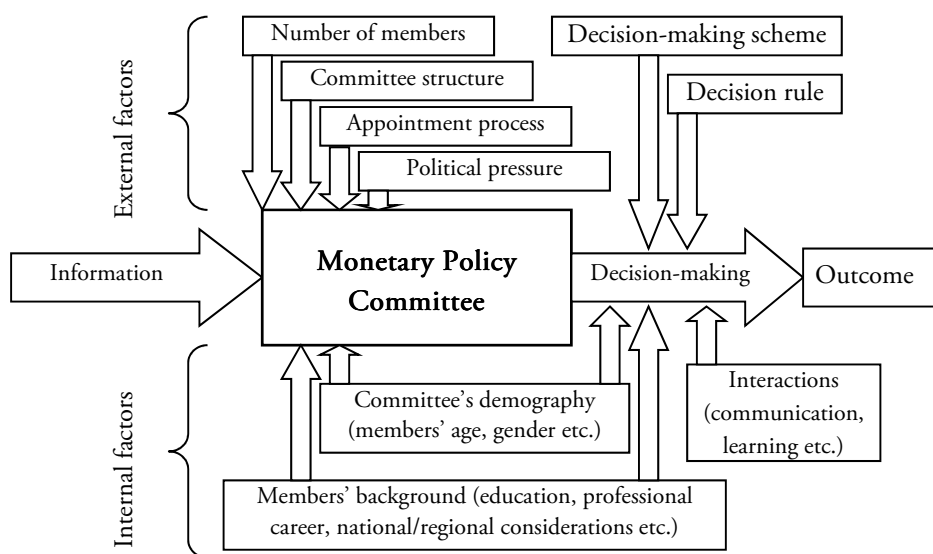 Number of members
Decision-making scheme
Committee structure
Decision rule
Appointment process
Political pressure
External factors
Information
Monetary Policy
Committee
Decision-making
Outcome
Internal factors
Committee’s demography
(members’ age, gender etc.)
Interactions
(communication,
learning etc.)
Members’ background (education, professional
career, national/regional considerations etc.)